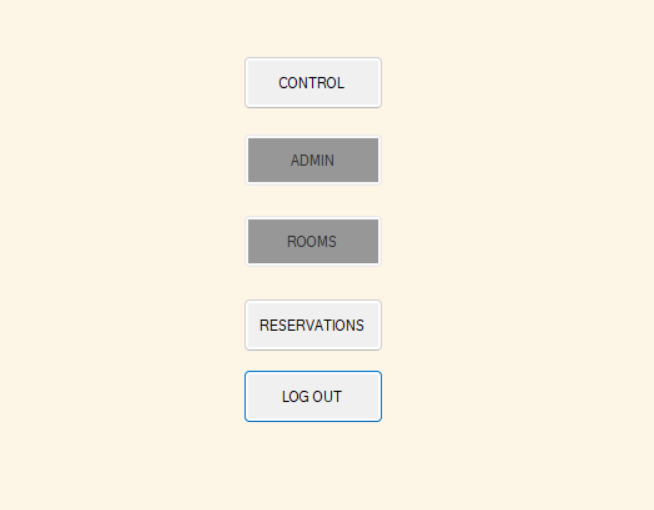 CONTROL
ADMIN
ROOMS
RESERVATIONS
LOG OUT